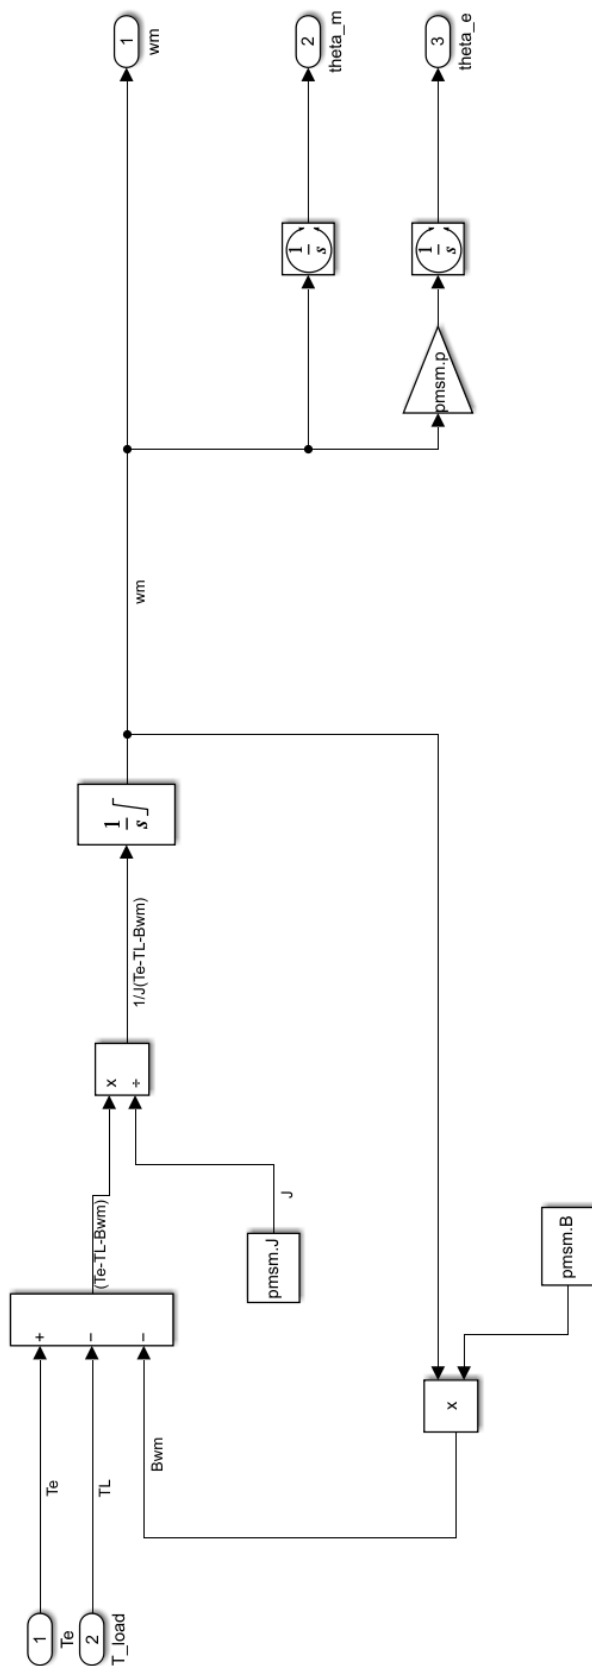 1
Te
2
T_load
Te
TL
Bwm
+
−
−
(Te-TL-Bwm)
pmsm.J
J
×
÷
1/J(Te-TL-Bwm)
1
s
wm
×
pmsm.B
pmsm.p
1
s
1
s
1
wm
2
theta_m
3
theta_e